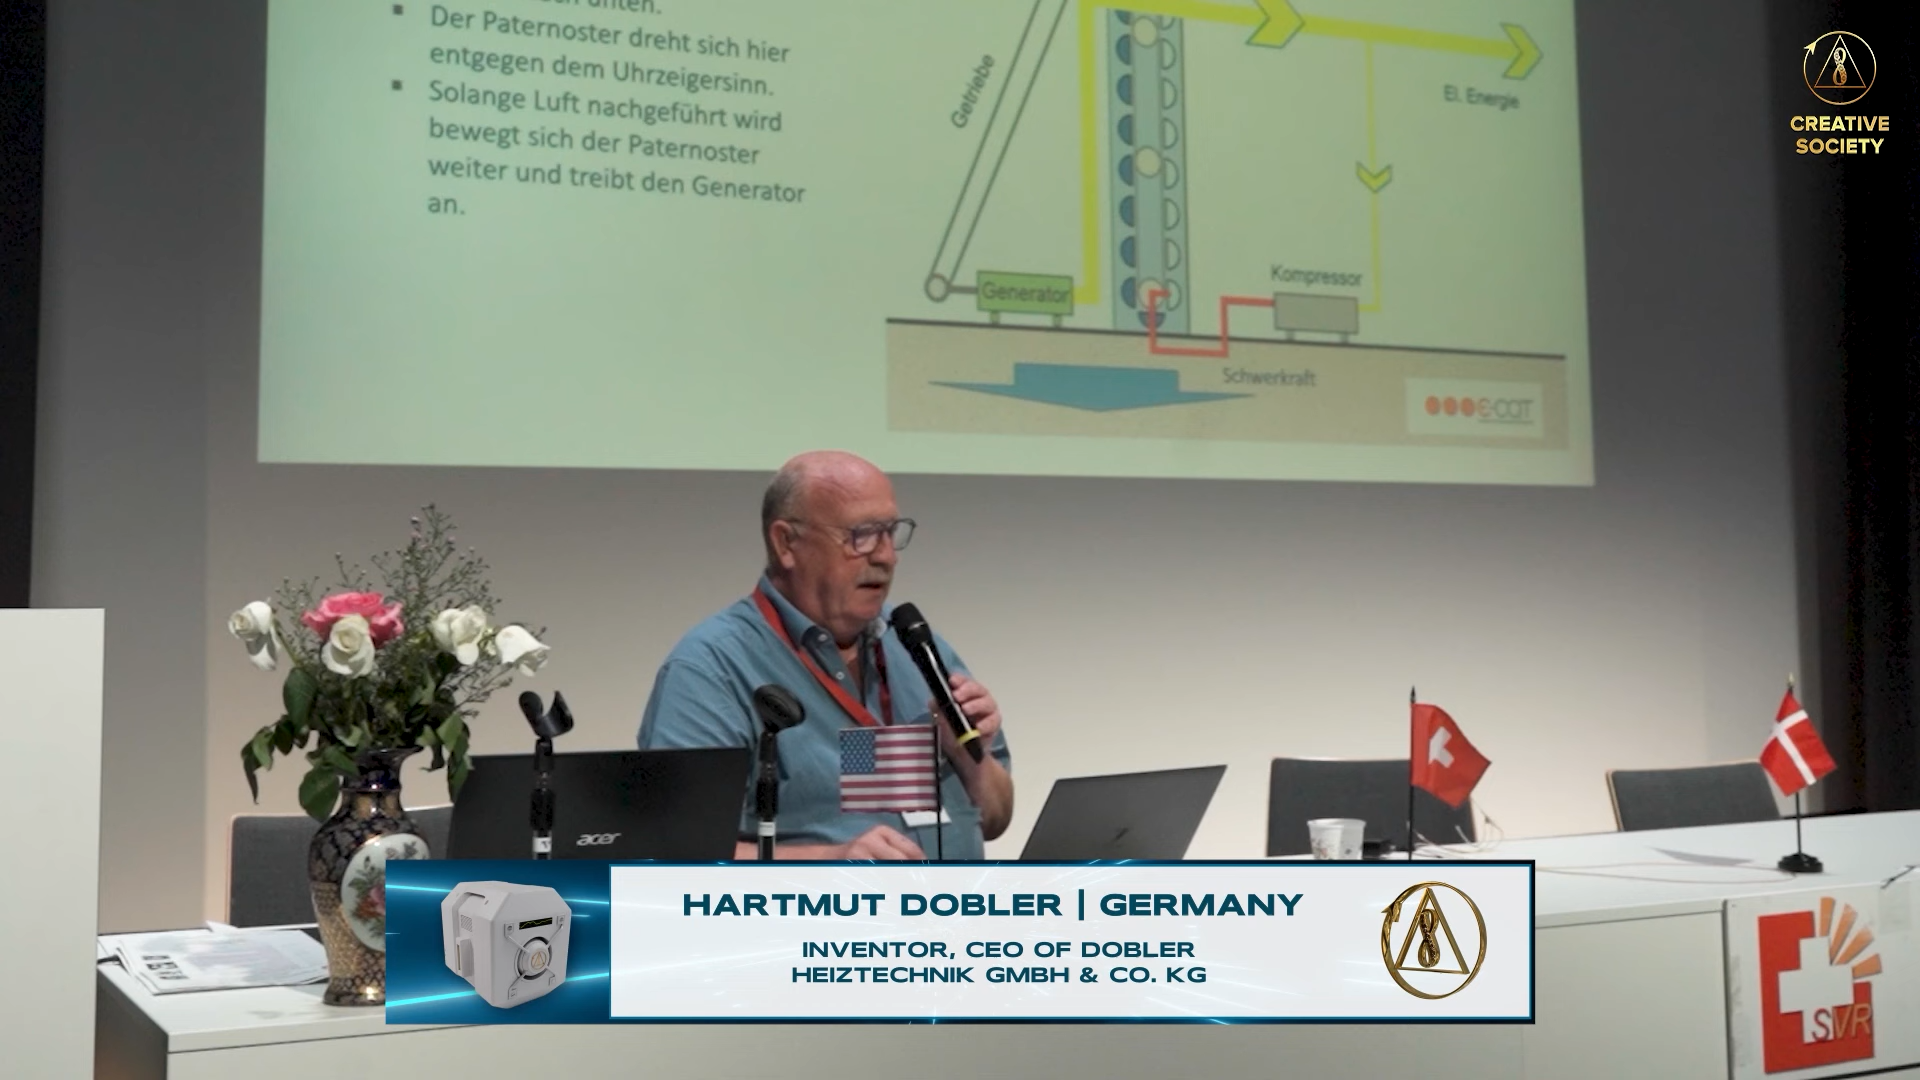 unten.
Der Paternoster dreht sich hier
entgegen dem Uhrzeigersinn.
Solange Luft nachgeführt wird
bewegt sich der Paternoster
weiter und treibt den Generator
an.
Getriebe
El. Energie
Kompressor
Generator
Schwerkraft
e-cat
CREATIVE
SOCIETY
acer
HARTMUT DOBLER | GERMANY
INVENTOR, CEO OF DOBLER
HEIZTECHNIK GMBH & CO. KG
SVR